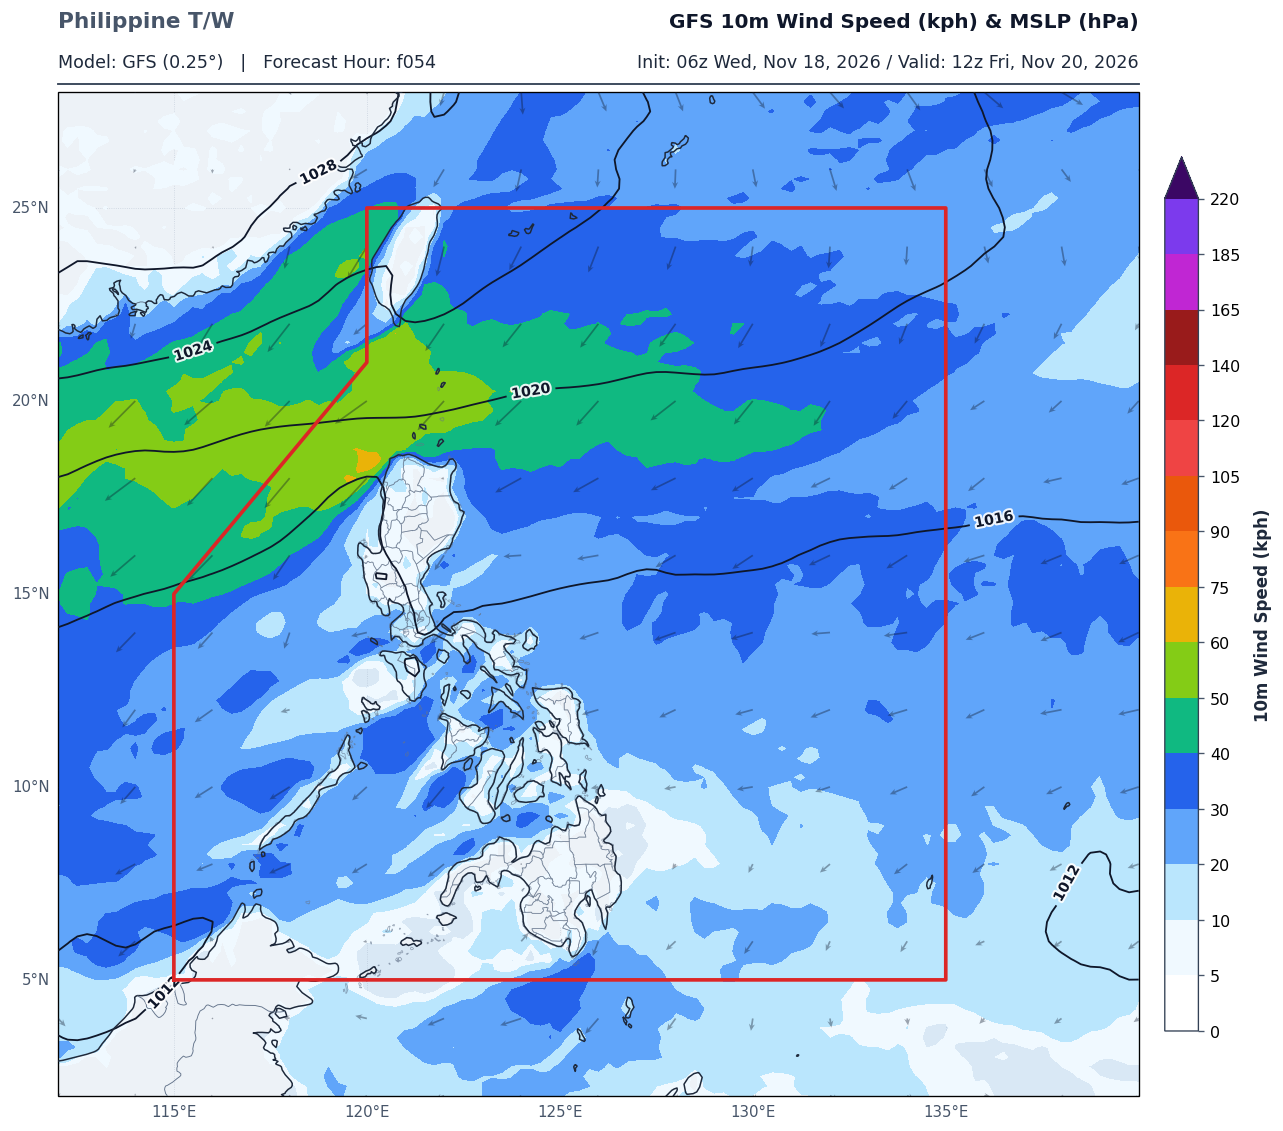 Philippine T/W
GFS 10m Wind Speed (kph) & MSLP (hPa)
Model: GFS (0.25°) | Forecast Hour: f054
Init: 06z Wed, Nov 18, 2026 / Valid: 12z Fri, Nov 20, 2026
1028
1024
1020
1016
1012
1012
25°N
20°N
15°N
10°N
5°N
115°E
120°E
125°E
130°E
135°E
220
185
165
140
120
105
90
75
60
50
40
30
20
10
5
0
10m Wind Speed (kph)